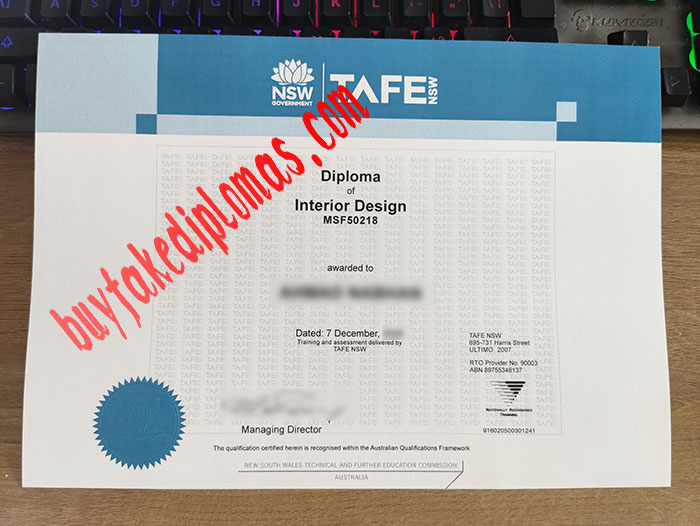 NSW
GOVERNMENT
TAFE
NSW
buyfakediplomas.com
Diploma
of
Interior Design
MSF50218
awarded to
Dated: 7 December,
Training and assessment delivered by
TAFE NSW
TAFE NSW
695-731 Harris Street
ULTIMO 2007
RTO Provider No. 90003
ABN 89755348137
NATIONALLY RECOGNISED
TRAINING
916020500301241
Managing Director
The qualification certified herein is recognised within the Australian Qualifications Framework
NEW SOUTH WALES TECHNICAL AND FURTHER EDUCATION COMMISSION
AUSTRALIA